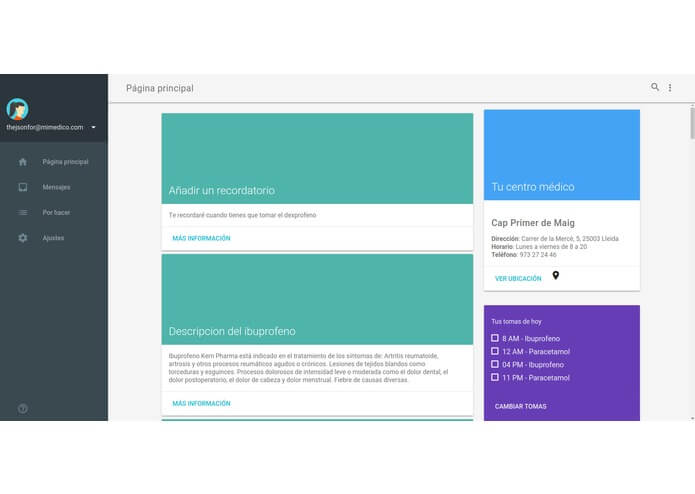 Página principal
thejsonfor@mimedico.com
Página principal
Mensajes
Por hacer
Ajustes
Añadir un recordatorio
Te recordaré cuando tienes que tomar el dexprofeno
MÁS INFORMACIÓN
Descripcion del ibuprofeno
Ibuprofeno Kern Pharma está indicado en el tratamiento de los síntomas de: Artritis reumatoide,
artrosis y otros procesos reumáticos agudos o crónicos. Lesiones de tejidos blandos como
torceduras y esguinces. Procesos dolorosos de intensidad leve o moderada como el dolor dental, el
dolor postoperatorio, el dolor de cabeza y dolor menstrual. Fiebre de causas diversas.
MÁS INFORMACIÓN
Tu centro médico
Cap Primer de Maig
Dirección: Carrer de la Mercè, 5, 25003 Lleida
Horario: Lunes a viernes de 8 a 20
Teléfono: 973 27 24 46
VER UBICACIÓN
Tus tomas de hoy
8 AM - Ibuprofeno
12 AM - Paracetamol
04 PM - Ibuprofeno
11 PM - Paracetamol
CAMBIAR TOMAS